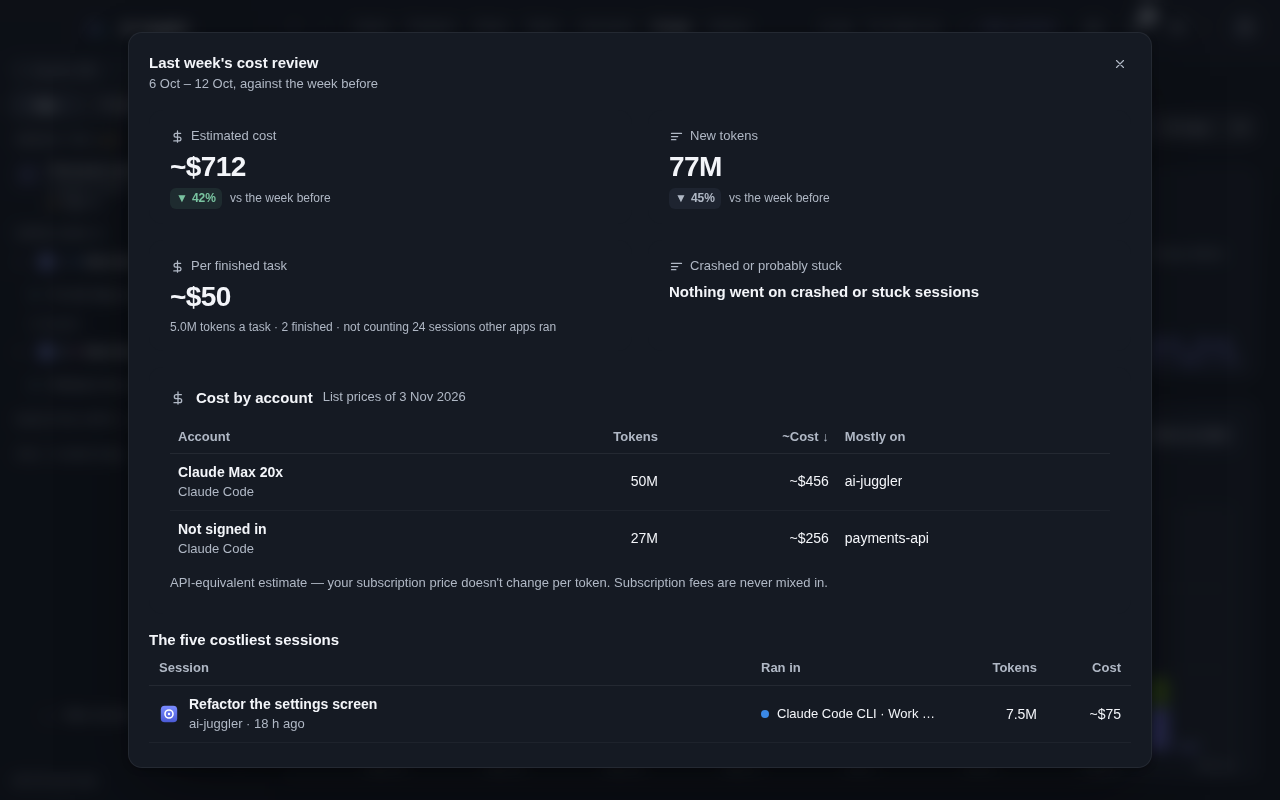 Last week's cost review
6 Oct – 12 Oct, against the week before
Estimated cost
~$712
▼ 42% vs the week before
New tokens
77M
▼ 45% vs the week before
Per finished task
~$50
5.0M tokens a task · 2 finished · not counting 24 sessions other apps ran
Crashed or probably stuck
Nothing went on crashed or stuck sessions
Cost by account List prices of 3 Nov 2026
Account Tokens ~Cost ↓ Mostly on
Claude Max 20x
Claude Code
50M ~$456 ai-juggler
Not signed in
Claude Code
27M ~$256 payments-api
API-equivalent estimate — your subscription price doesn't change per token. Subscription fees are never mixed in.
The five costliest sessions
Session Ran in Tokens Cost
Refactor the settings screen
ai-juggler · 18 h ago
Claude Code CLI · Work … 7.5M ~$75